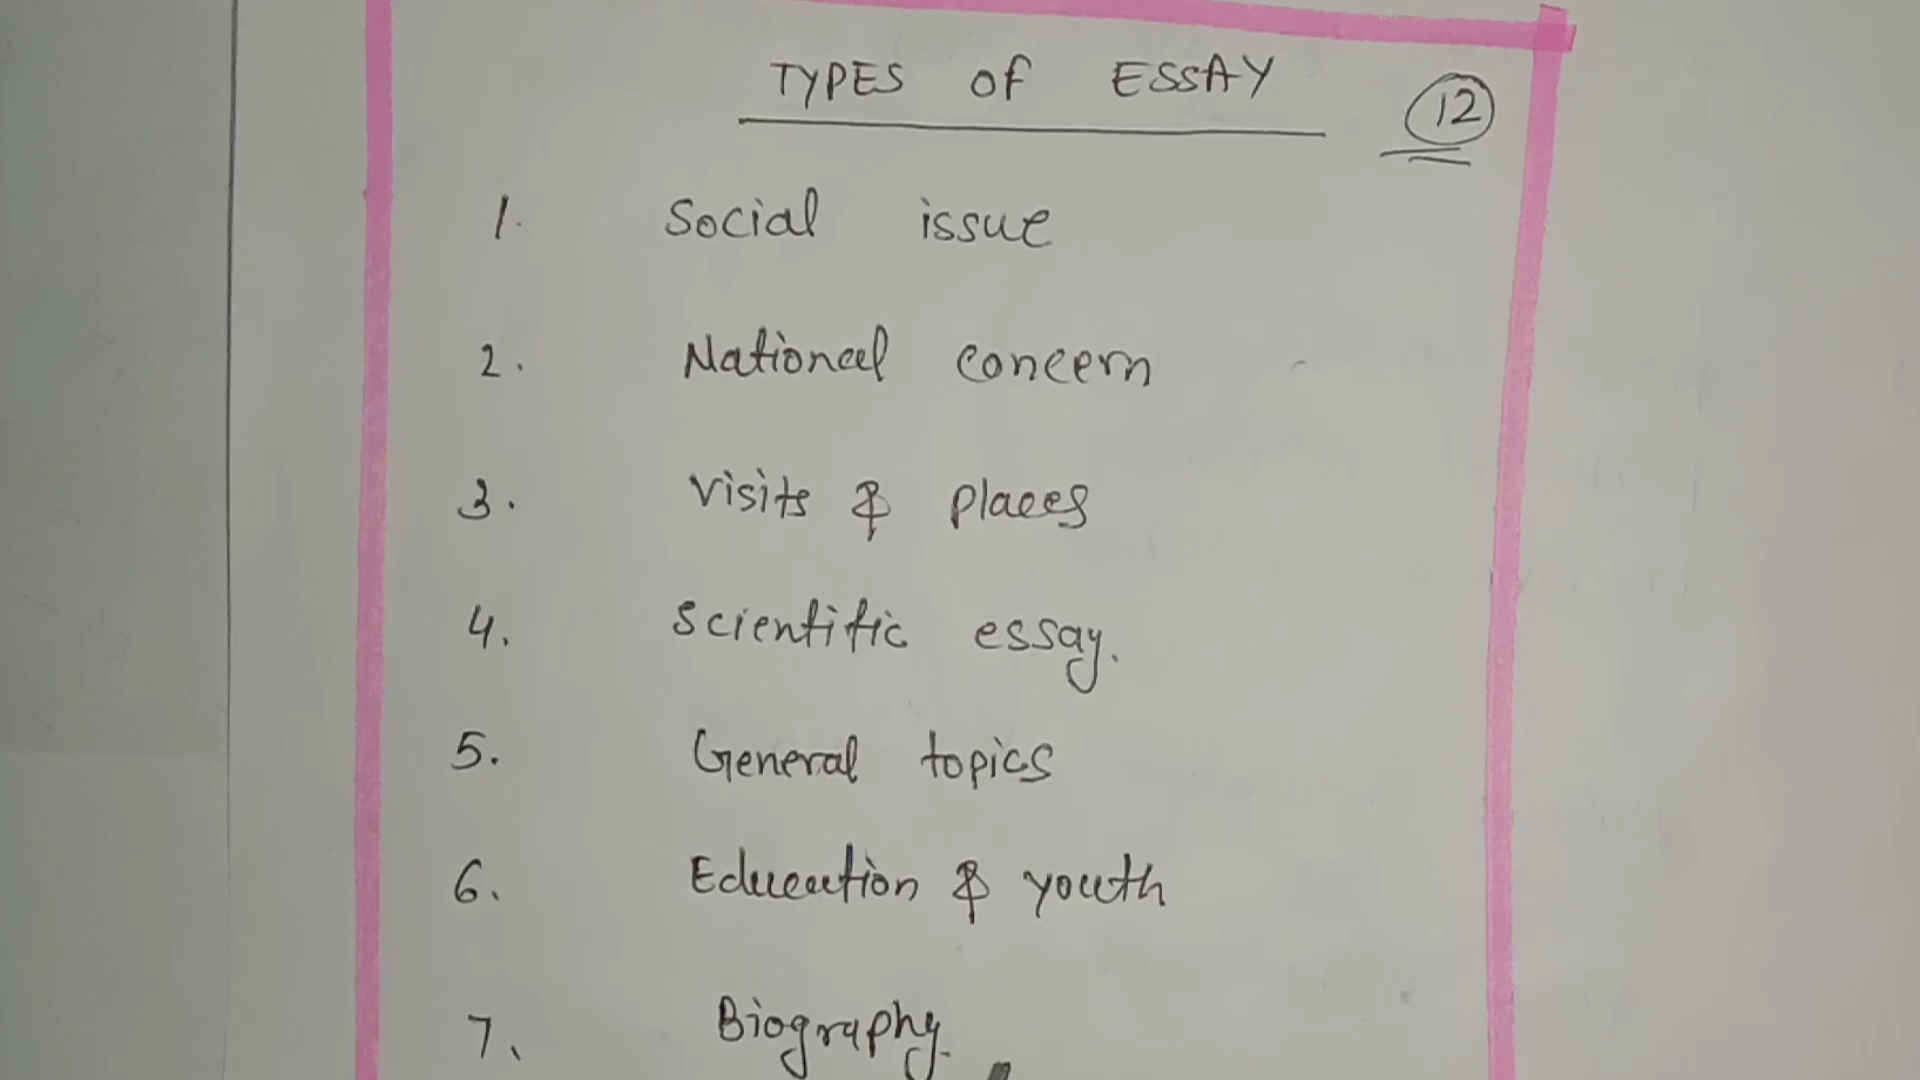 TYPES of ESSAY
12
1. Social issue
2. National concern
3. Visits & places
4. Scientific essay.
5. General topics
6. Education & youth
7. Biography.